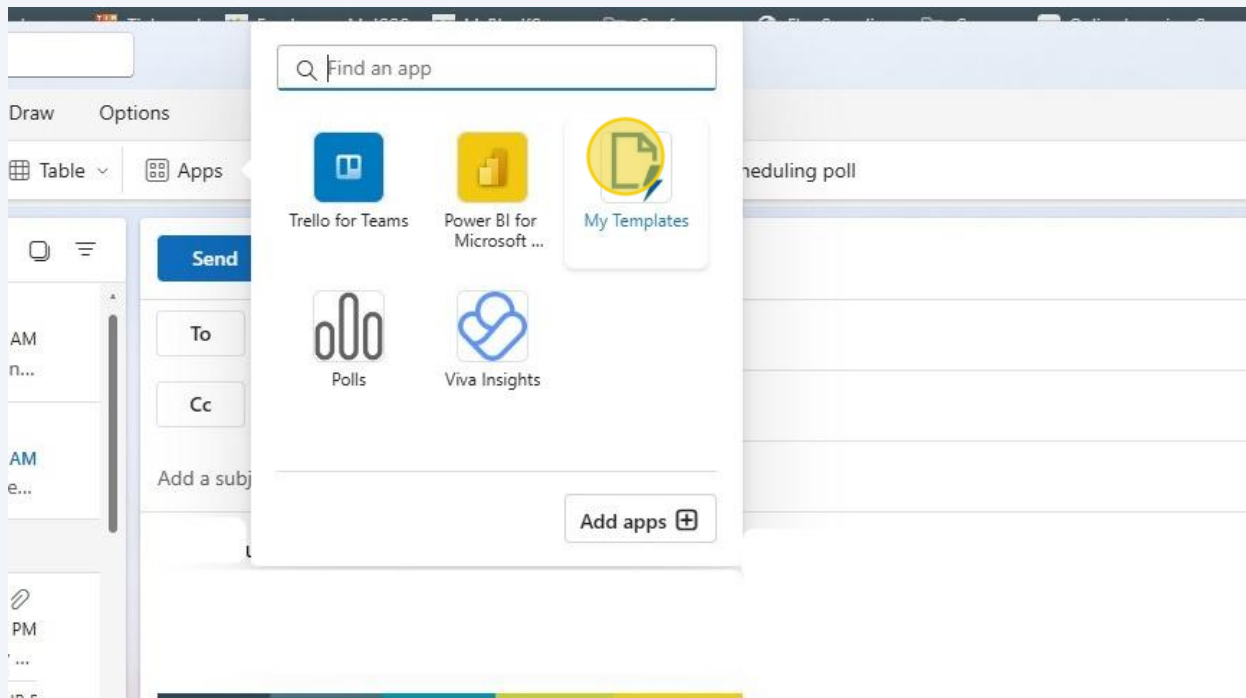 Find an app
Draw Options
Table Apps heduling poll
Trello for Teams
Power BI for
Microsoft ...
My Templates
Send
AM
n...
To
Polls
Viva Insights
Cc
AM
e...
Add a subj
Add apps
PM
...